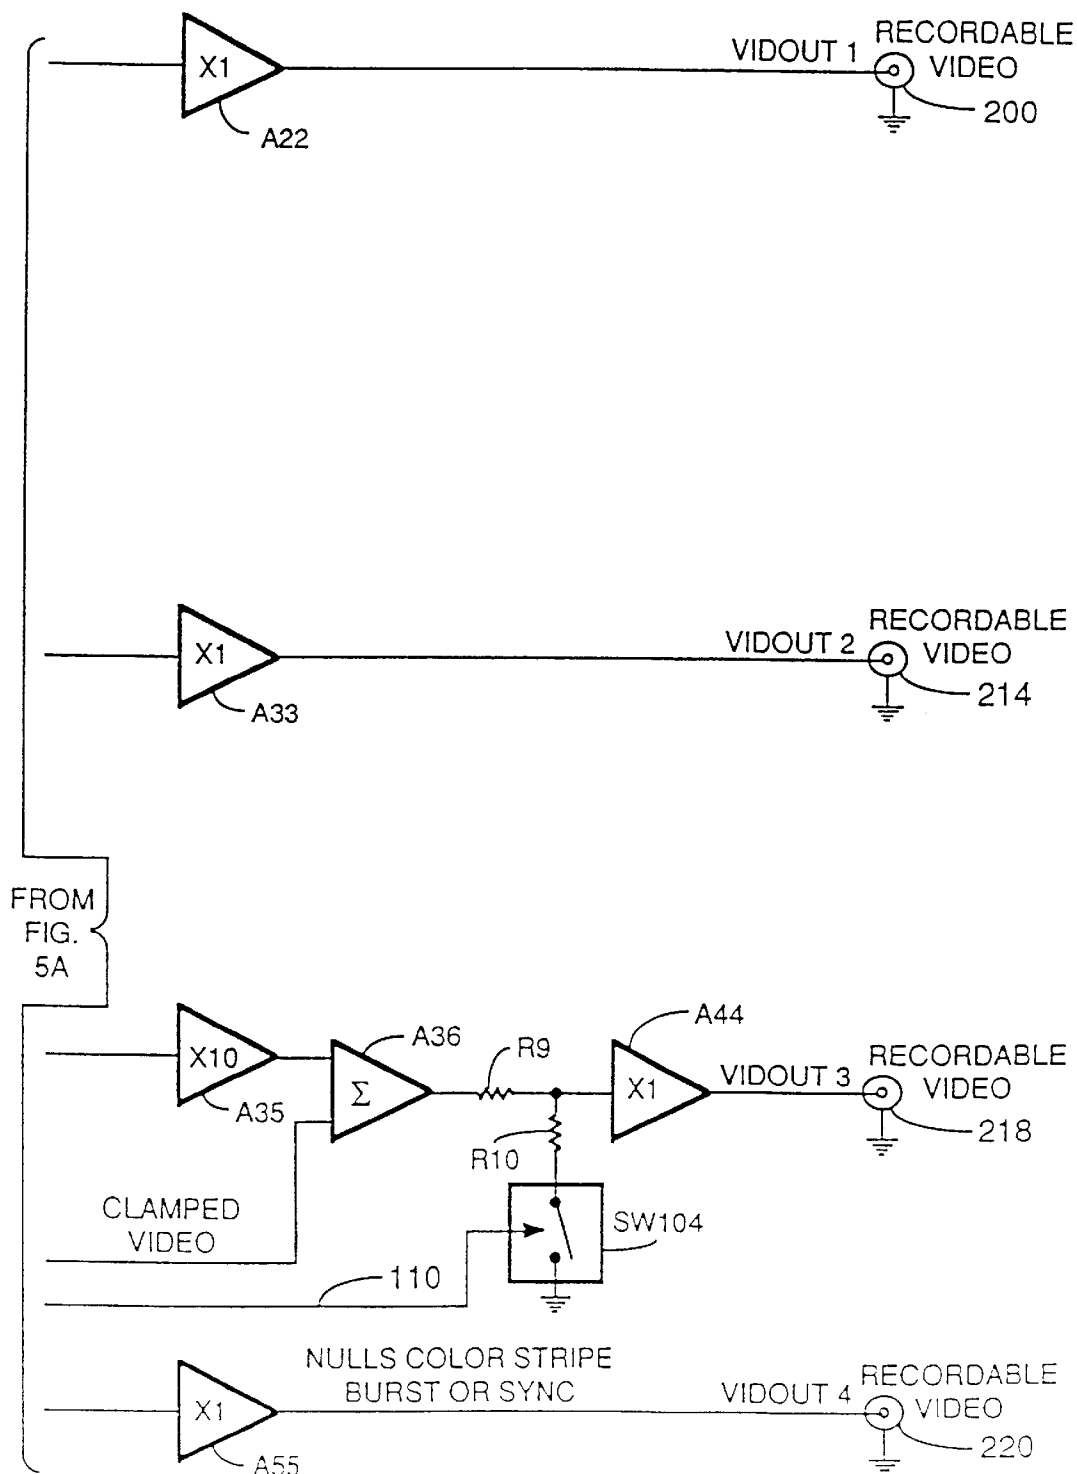 RECORDABLE
VIDEO
VIDOUT 1
X1
A22
200
RECORDABLE
VIDEO
VIDOUT 2
X1
A33
214
FROM
FIG.
5A
A44
A36
R9
RECORDABLE
VIDEO
VIDOUT 3
X10
Σ
X1
A35
R10
218
CLAMPED
VIDEO
SW104
110
NULLS COLOR STRIPE
BURST OR SYNC
RECORDABLE
VIDEO
VIDOUT 4
X1
A55
220